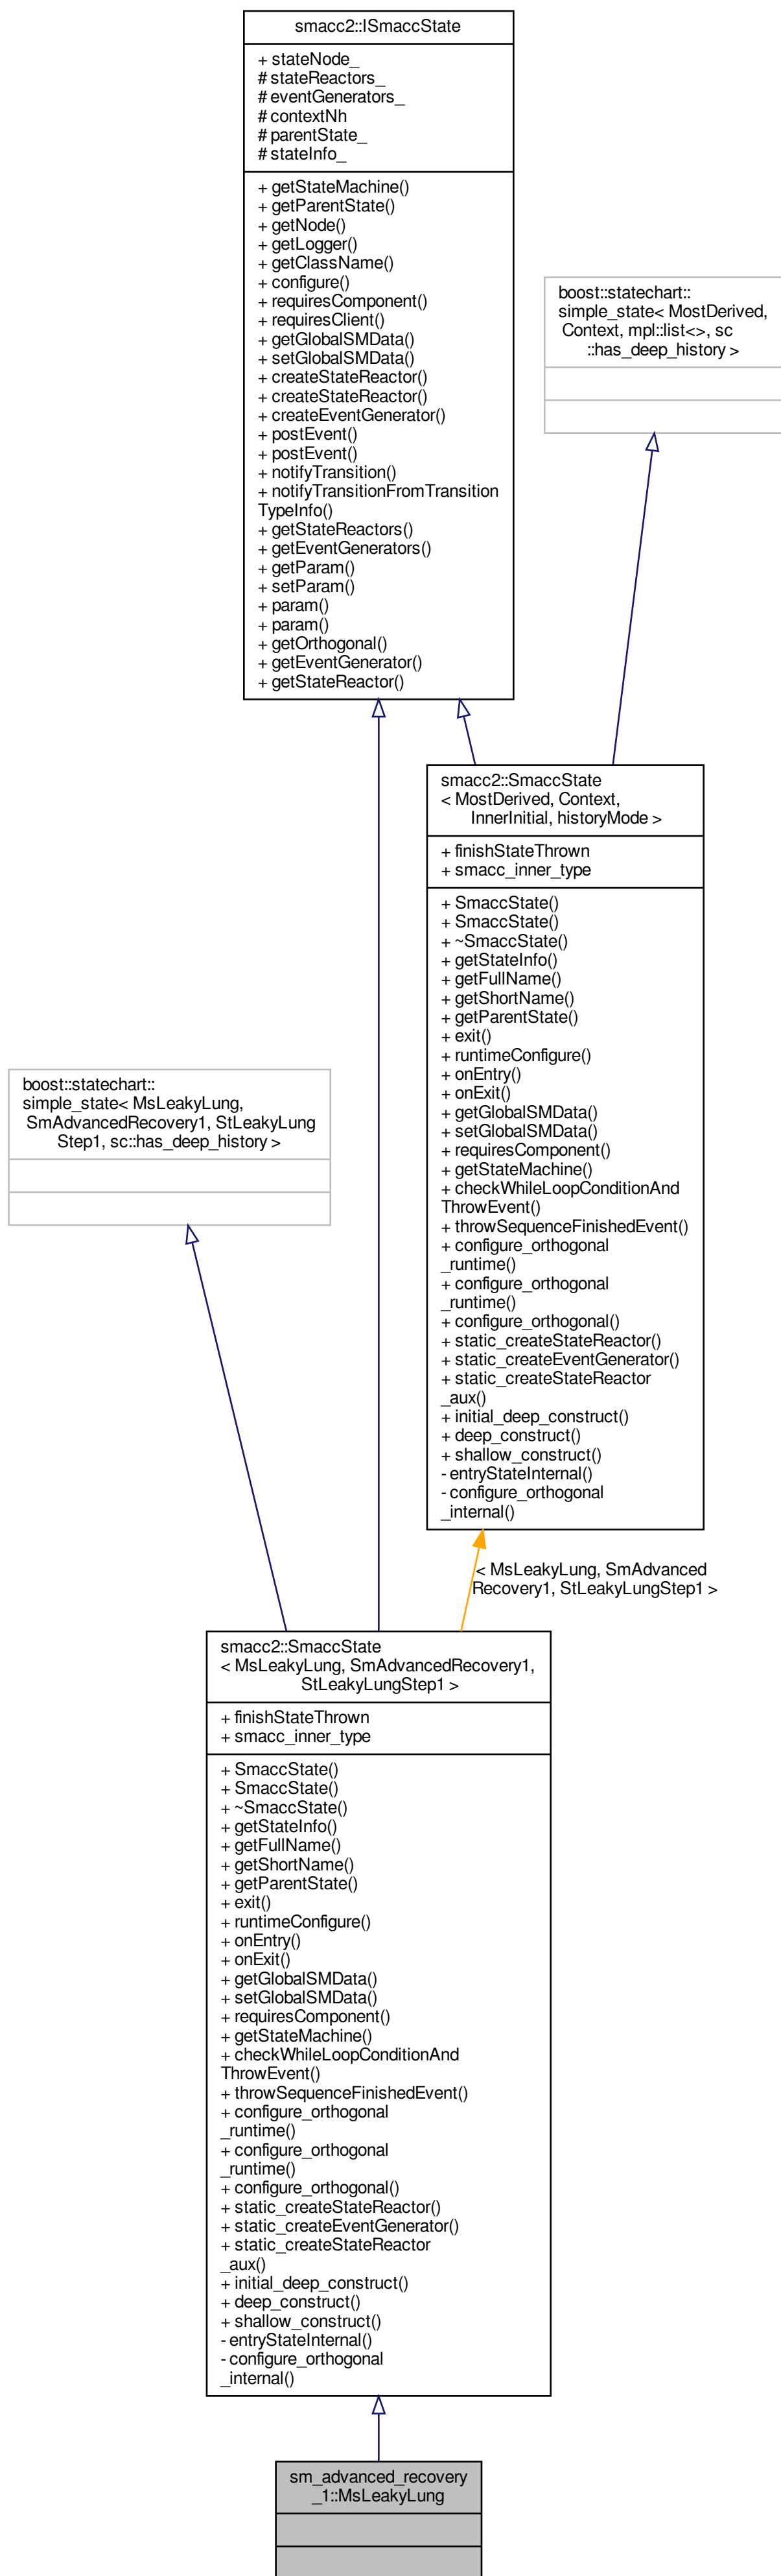 smacc2::ISmaccState
+ stateNode_
# stateReactors_
# eventGenerators_
# contextNh
# parentState_
# stateInfo_
+ getStateMachine()
+ getParentState()
+ getNode()
+ getLogger()
+ getClassName()
+ configure()
+ requiresComponent()
+ requiresClient()
+ getGlobalSMData()
+ setGlobalSMData()
+ createStateReactor()
+ createStateReactor()
+ createEventGenerator()
+ postEvent()
+ postEvent()
+ notifyTransition()
+ notifyTransitionFromTransition
TypeInfo()
+ getStateReactors()
+ getEventGenerators()
+ getParam()
+ setParam()
+ param()
+ param()
+ getOrthogonal()
+ getEventGenerator()
+ getStateReactor()
boost::statechart::
simple_state< MostDerived,
Context, mpl::list<>, sc
::has_deep_history >
smacc2::SmaccState
< MostDerived, Context,
InnerInitial, historyMode >
+ finishStateThrown
+ smacc_inner_type
+ SmaccState()
+ SmaccState()
+ ~SmaccState()
+ getStateInfo()
+ getFullName()
+ getShortName()
+ getParentState()
+ exit()
+ runtimeConfigure()
+ onEntry()
+ onExit()
+ getGlobalSMData()
+ setGlobalSMData()
+ requiresComponent()
+ getStateMachine()
+ checkWhileLoopConditionAnd
ThrowEvent()
+ throwSequenceFinishedEvent()
+ configure_orthogonal
_runtime()
+ configure_orthogonal
_runtime()
+ configure_orthogonal()
+ static_createStateReactor()
+ static_createEventGenerator()
+ static_createStateReactor
_aux()
+ initial_deep_construct()
+ deep_construct()
+ shallow_construct()
- entryStateInternal()
- configure_orthogonal
_internal()
boost::statechart::
simple_state< MsLeakyLung,
SmAdvancedRecovery1, StLeakyLung
Step1, sc::has_deep_history >
< MsLeakyLung, SmAdvanced
Recovery1, StLeakyLungStep1 >
smacc2::SmaccState
< MsLeakyLung, SmAdvancedRecovery1,
StLeakyLungStep1 >
+ finishStateThrown
+ smacc_inner_type
+ SmaccState()
+ SmaccState()
+ ~SmaccState()
+ getStateInfo()
+ getFullName()
+ getShortName()
+ getParentState()
+ exit()
+ runtimeConfigure()
+ onEntry()
+ onExit()
+ getGlobalSMData()
+ setGlobalSMData()
+ requiresComponent()
+ getStateMachine()
+ checkWhileLoopConditionAnd
ThrowEvent()
+ throwSequenceFinishedEvent()
+ configure_orthogonal
_runtime()
+ configure_orthogonal
_runtime()
+ configure_orthogonal()
+ static_createStateReactor()
+ static_createEventGenerator()
+ static_createStateReactor
_aux()
+ initial_deep_construct()
+ deep_construct()
+ shallow_construct()
- entryStateInternal()
- configure_orthogonal
_internal()
sm_advanced_recovery
_1::MsLeakyLung